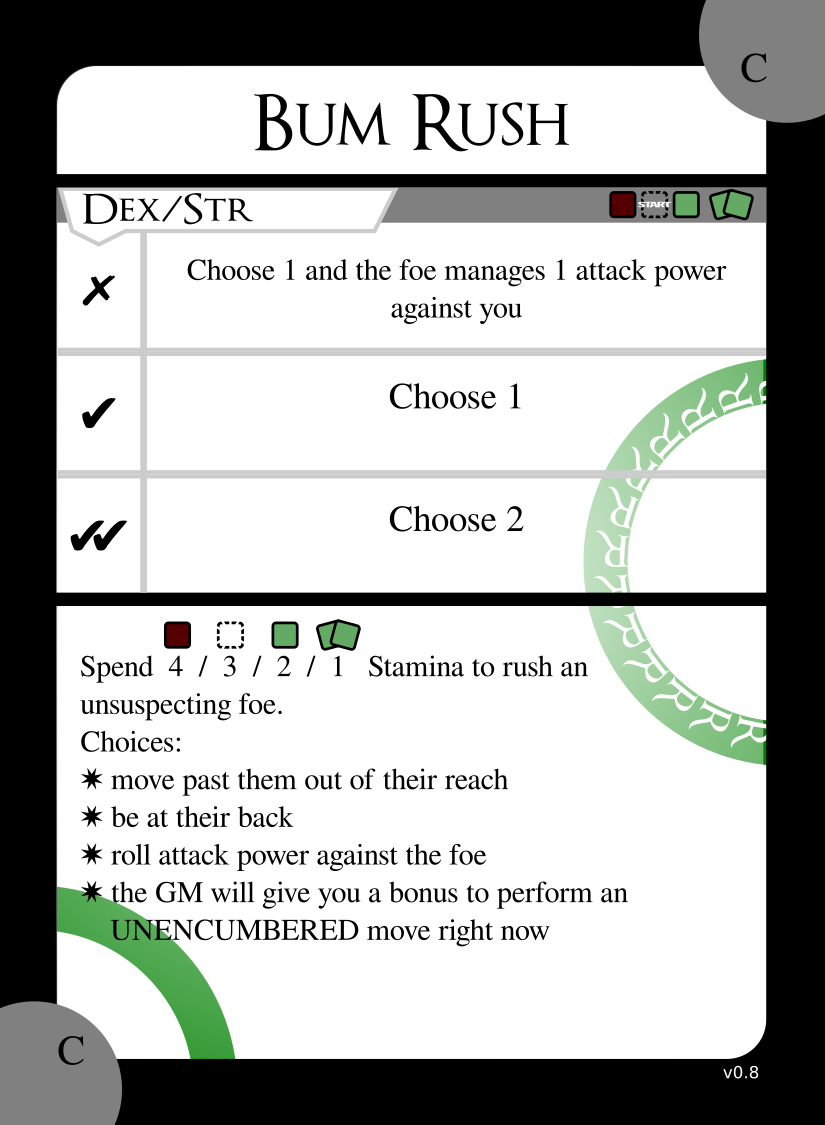 C
BUM RUSH
DEX/STR
START
✗ Choose 1 and the foe manages 1 attack power
against you
✔ Choose 1
✔✔ Choose 2
R R R R R R R R R R R R
Spend 4 / 3 / 2 / 1 Stamina to rush an
unsuspecting foe.
Choices:
✷ move past them out of their reach
✷ be at their back
✷ roll attack power against the foe
✷ the GM will give you a bonus to perform an
UNENCUMBERED move right now
C
v0.8